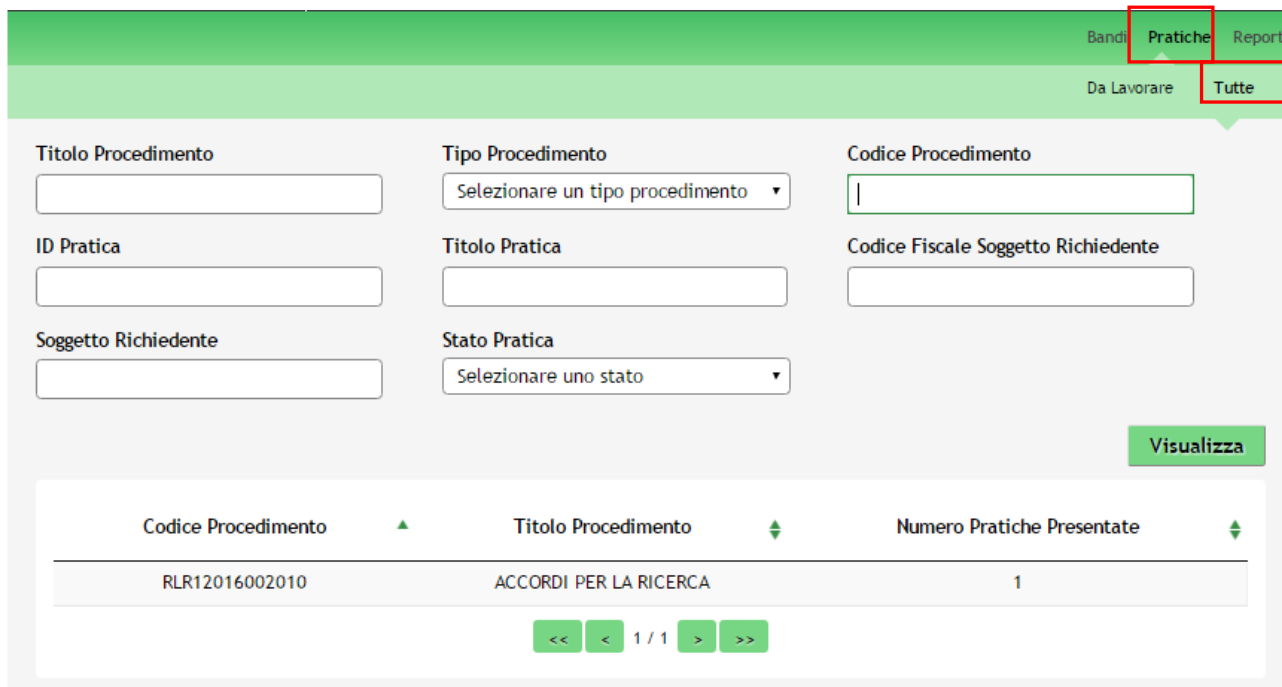 Bandi Pratiche Report
Da Lavorare Tutte
Titolo Procedimento Tipo Procedimento Codice Procedimento
Selezionare un tipo procedimento
ID Pratica Titolo Pratica Codice Fiscale Soggetto Richiedente
Soggetto Richiedente Stato Pratica
Selezionare uno stato
Visualizza
Codice Procedimento Titolo Procedimento Numero Pratiche Presentate
RLR12016002010 ACCORDI PER LA RICERCA 1
<< < 1 / 1 > >>